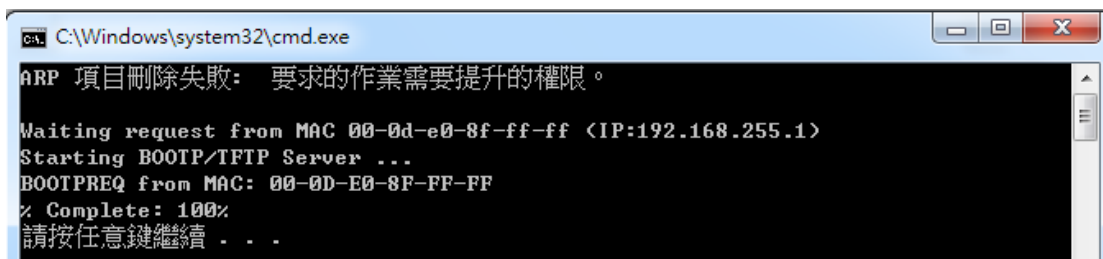 C:\Windows\system32\cmd.exe
ARP 項目刪除失敗: 要求的作業需要提升的權限。
Waiting request from MAC 00-0d-e0-8f-ff-ff (IP:192.168.255.1)
Starting BOOTP/TFTP Server ...
BOOTPREQ from MAC: 00-0D-E0-8F-FF-FF
% Complete: 100%
請按任意鍵繼續 . . .